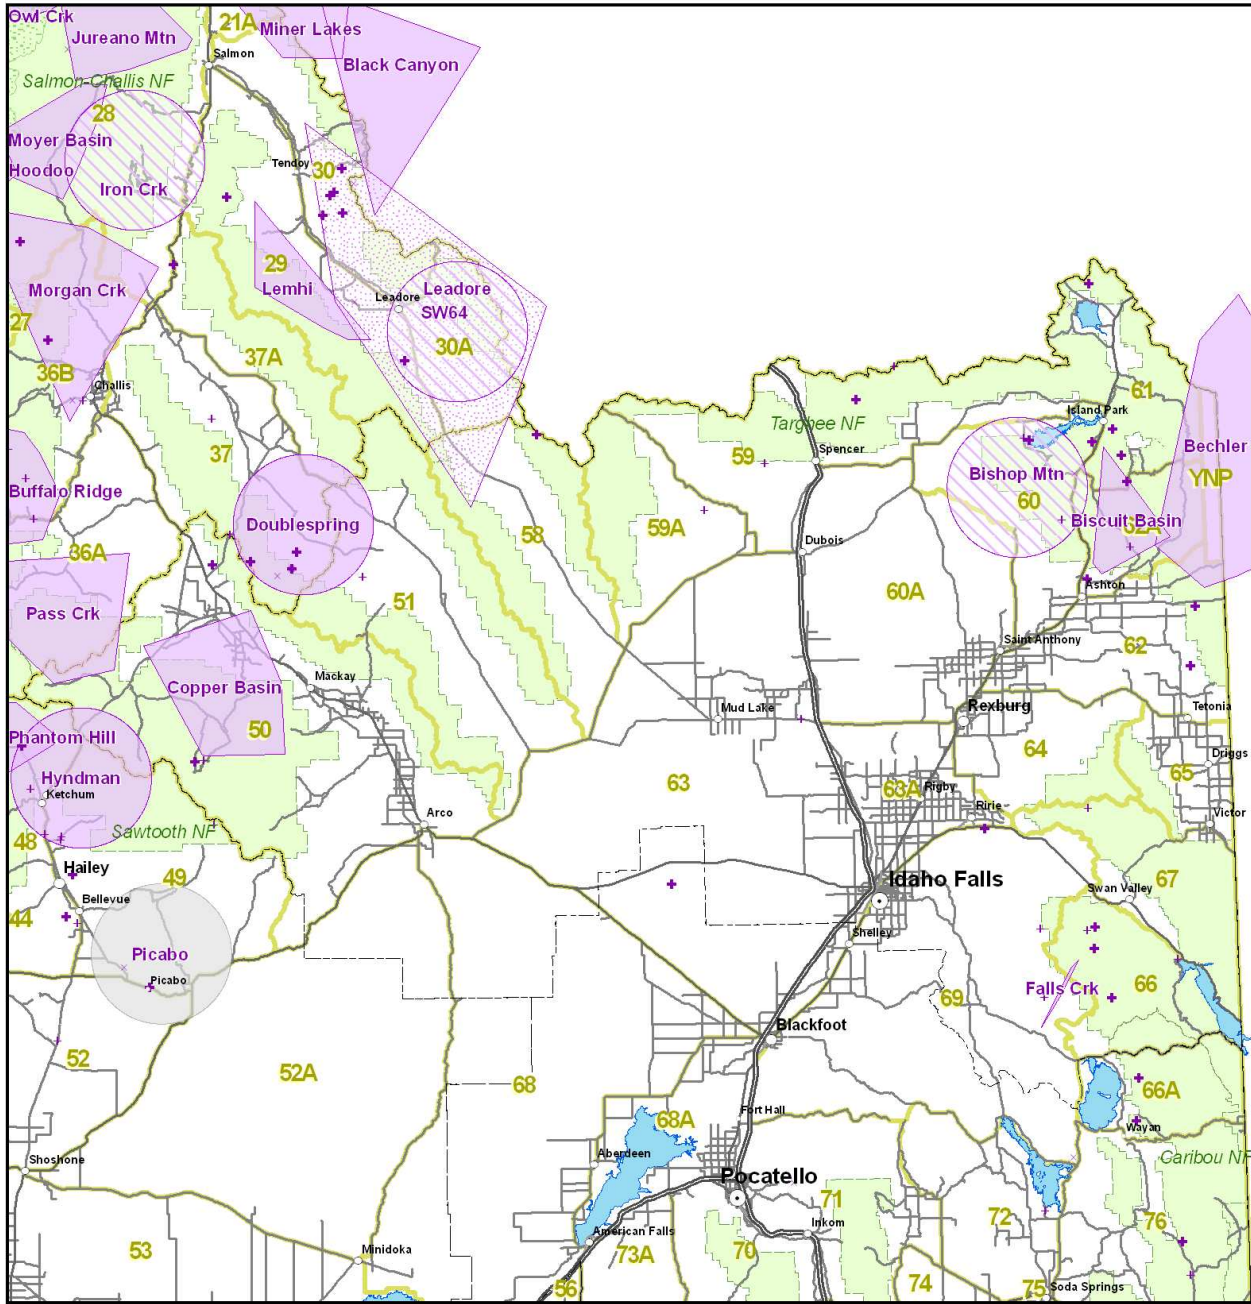 Owl Crk
21A
Miner Lakes
Jureano Mtn
Salmon
Black Canyon
Salmon-Challis NF
28
Moyer Basin
Tendoy
30
Hoodoo
Iron Crk
29
Morgan Crk
Lemhi
Leadore
Leadore
SW64
27
30A
37A
36B
Challis
61
Island Park
Targhee NF
37
59
Spencer
Bechler
Bishop Mtn
YNP
Buffalo Ridge
60
Doublespring
58
59A
Biscuit Basin
62A
36A
Dubois
Ashton
51
60A
Pass Crk
Saint Anthony
62
Mackay
Copper Basin
Mud Lake
Rexburg
Tetonia
50
Phantom Hill
64
Driggs
Hyndman
63
65
Ketchum
63A
Rigby
Ririe
Arco
Victor
Sawtooth NF
48
Hailey
49
Idaho Falls
67
Swan Valley
Bellevue
44
Shelley
Picabo
Picabo
66
Falls Crk
69
Blackfoot
52
52A
68
66A
68A
Fort Hall
Wayan
Shoshone
Aberdeen
Caribou NF
Pocatello
71
72
76
Inkom
American Falls
53
Minidoka
73A
70
56
74
75
Soda Springs